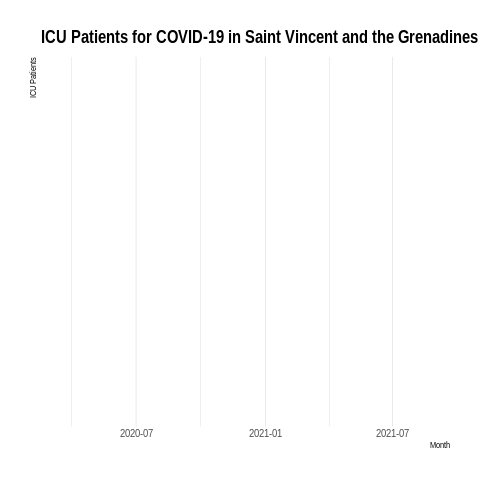 ICU Patients for COVID-19 in Saint Vincent and the Grenadines
ICU Patients
2020-07
2021-01
2021-07
Month